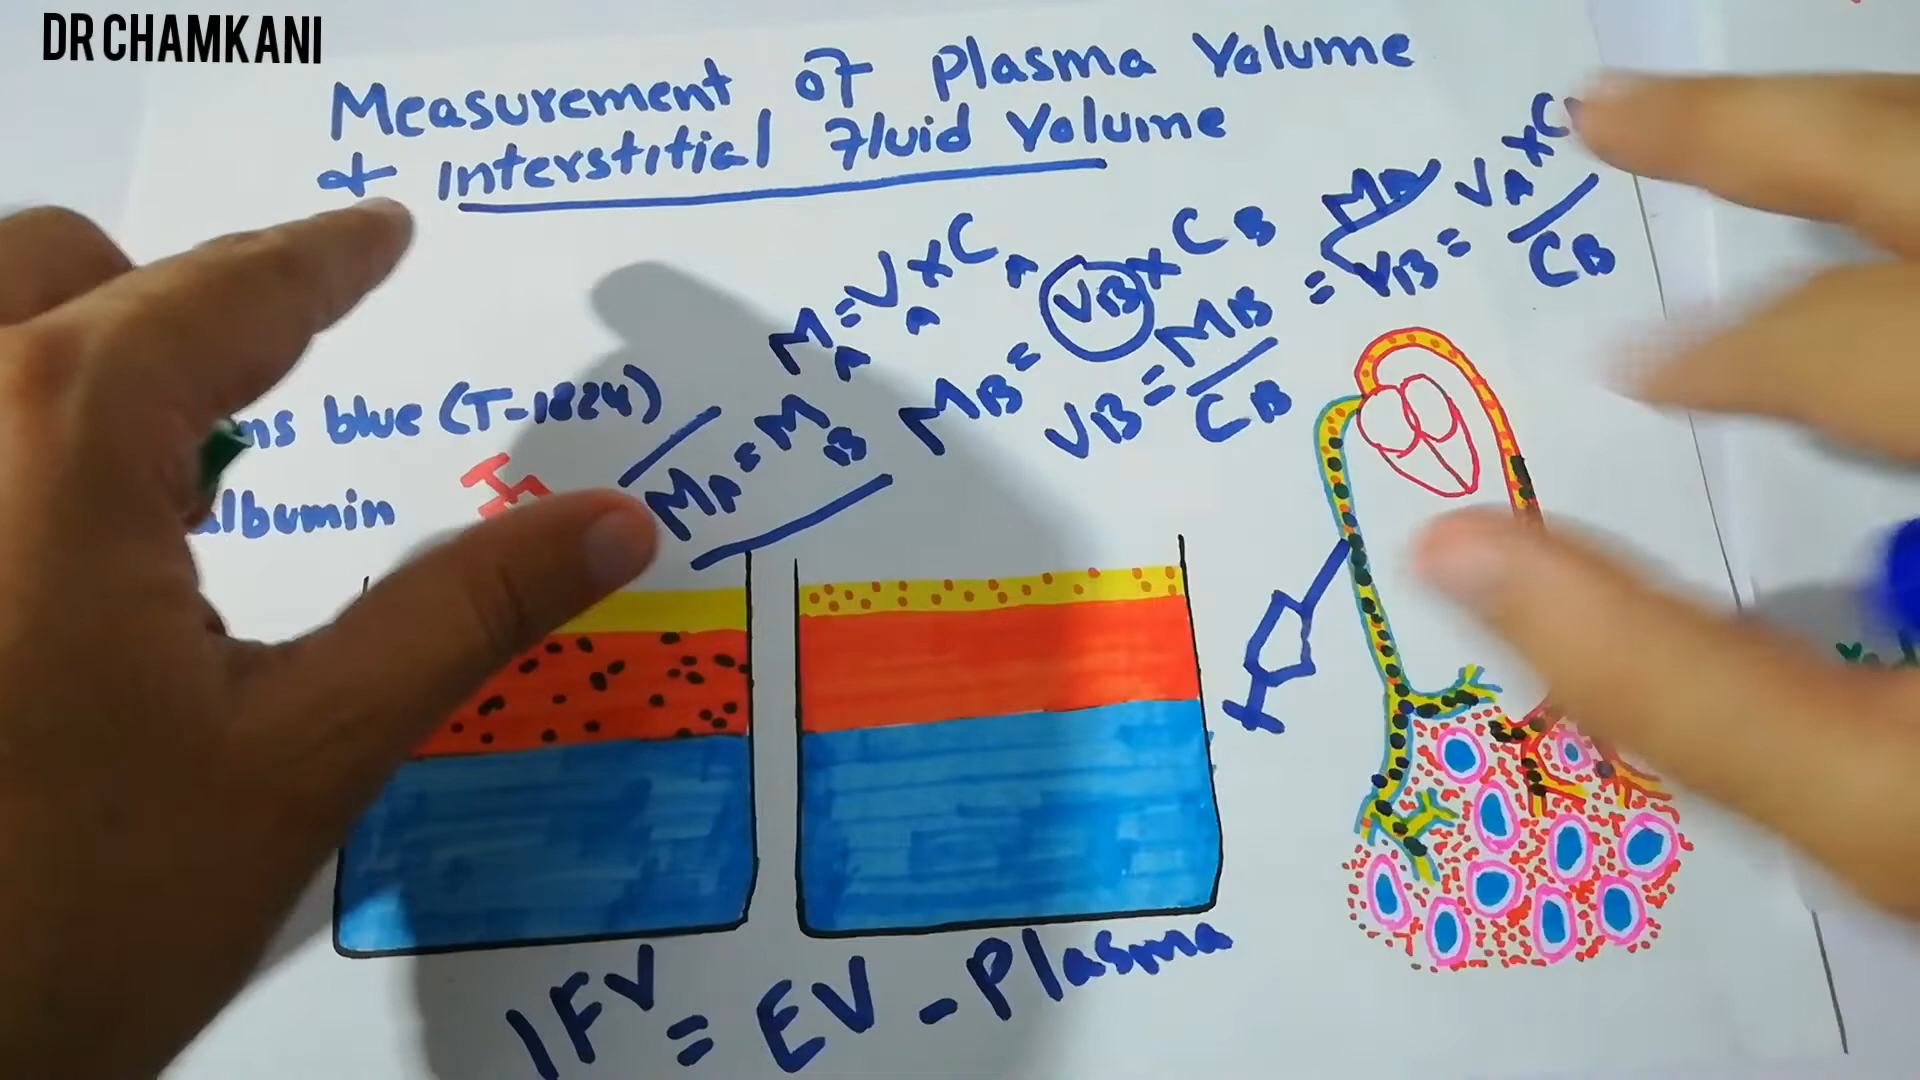 DR CHAMKANI
Measurement of Plasma Volume
& Interstitial Fluid Volume
blue (T-1824)
albumin
MA=MB
MA=VA×CA
MB=VB×CB
VB=MB/CB
=
VB=VA×C/CB
IFV=EV-Plasma